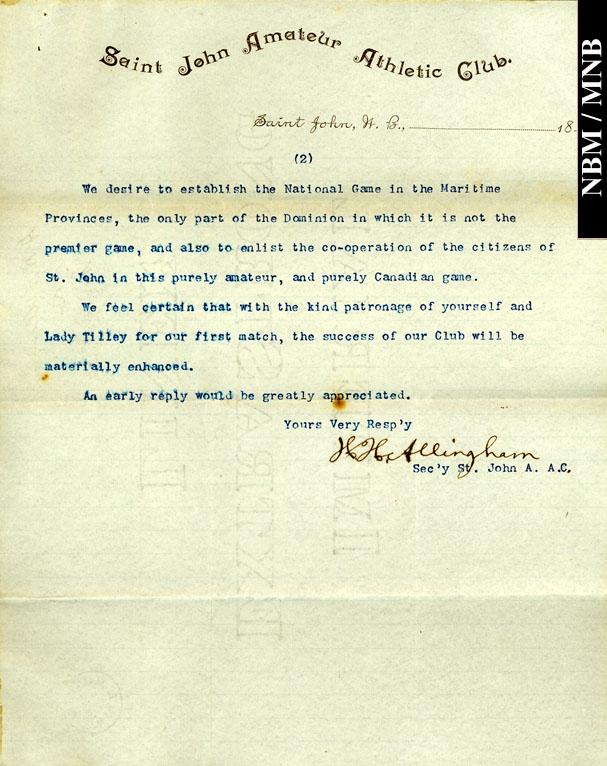 Saint John Amateur Athletic Club.
NBM / MNB
Saint John, N. B., 18
(2)
We desire to establish the National Game in the Maritime
Provinces, the only part of the Dominion in which it is not the
premier game, and also to enlist the co-operation of the citizens of
St. John in this purely amateur, and purely Canadian game.
We feel certain that with the kind patronage of yourself and
Lady Tilley for our first match, the success of our Club will be
materially enhanced.
An early reply would be greatly appreciated.
Yours Very Resp'y
H. H. Allingham
Sec'y St. John A. A.C.